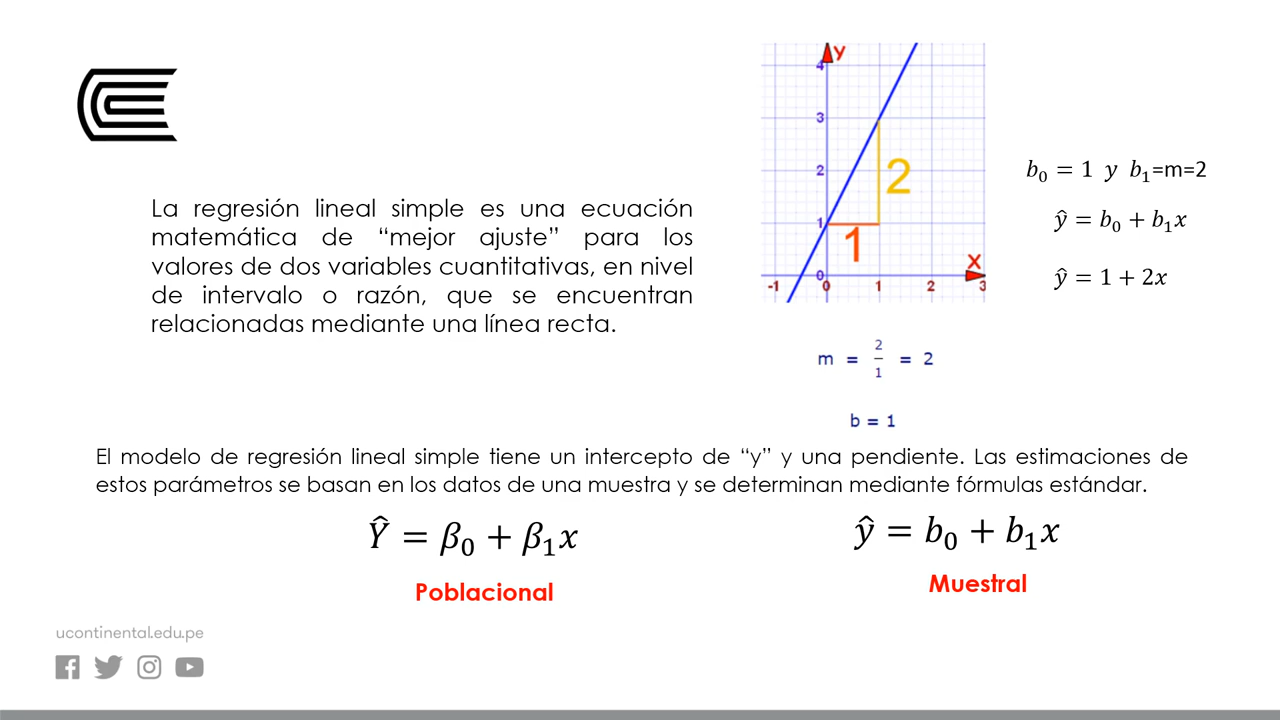 La regresión lineal simple es una ecuación
matemática de “mejor ajuste” para los
valores de dos variables cuantitativas, en nivel
de intervalo o razón, que se encuentran
relacionadas mediante una línea recta.
Y
4
3
2
1
0
-1 0 1 2 3
X
2
1
m = 2/1 = 2
b = 1
b₀ = 1 y b₁=m=2
ŷ = b₀ + b₁x
ŷ = 1 + 2x
El modelo de regresión lineal simple tiene un intercepto de “y” y una pendiente. Las estimaciones de
estos parámetros se basan en los datos de una muestra y se determinan mediante fórmulas estándar.
Ŷ = β₀ + β₁x
Poblacional
ŷ = b₀ + b₁x
Muestral
ucontinental.edu.pe